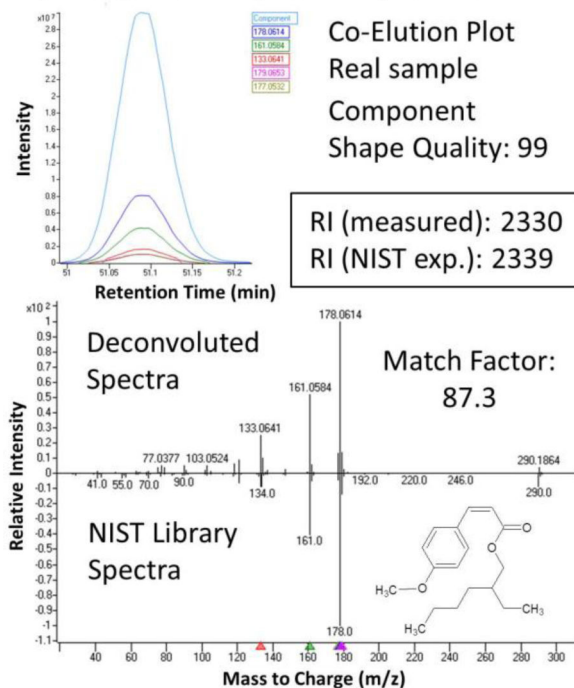 x10⁷
Component
178.0614
161.0584
133.0641
179.0653
177.0532
Co-Elution Plot
Real sample
Component
Shape Quality: 99
3
2.8
2.6
2.4
2.2
2
1.8
1.6
1.4
1.2
1
0.8
0.6
0.4
0.2
0
Intensity
51 51.05 51.1 51.15 51.2
Retention Time (min)
RI (measured): 2330
RI (NIST exp.): 2339
x10²
Deconvoluted
Spectra
Match Factor:
87.3
178.0614
161.0584
133.0641
77.0377 103.0524
290.1864
1
0.9
0.8
0.7
0.6
0.5
0.4
0.3
0.2
0.1
0
-0.1
-0.2
-0.3
-0.4
-0.5
-0.6
-0.7
-0.8
-0.9
-1
-1.1
Relative Intensity
41.0 55.0 70.0 90.0 134.0 192.0 220.0 246.0 290.0
NIST Library
Spectra
161.0
178.0
O
O
O
H₃C
H₃C
CH₃
40 60 80 100 120 140 160 180 200 220 240 260 280 300
Mass to Charge (m/z)